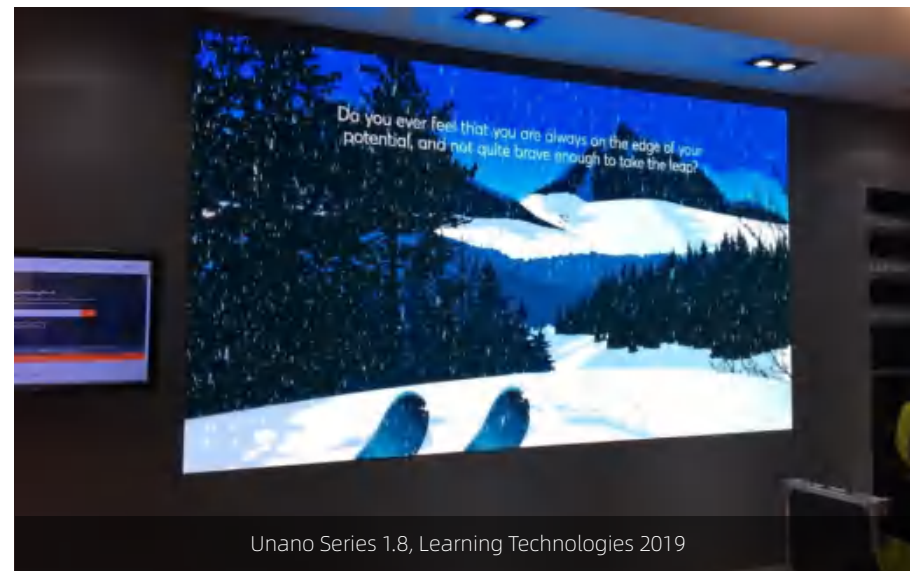 Do you ever feel that you are always on the edge of your
potential, and not quite brave enough to take the leap?
Unano Series 1.8, Learning Technologies 2019